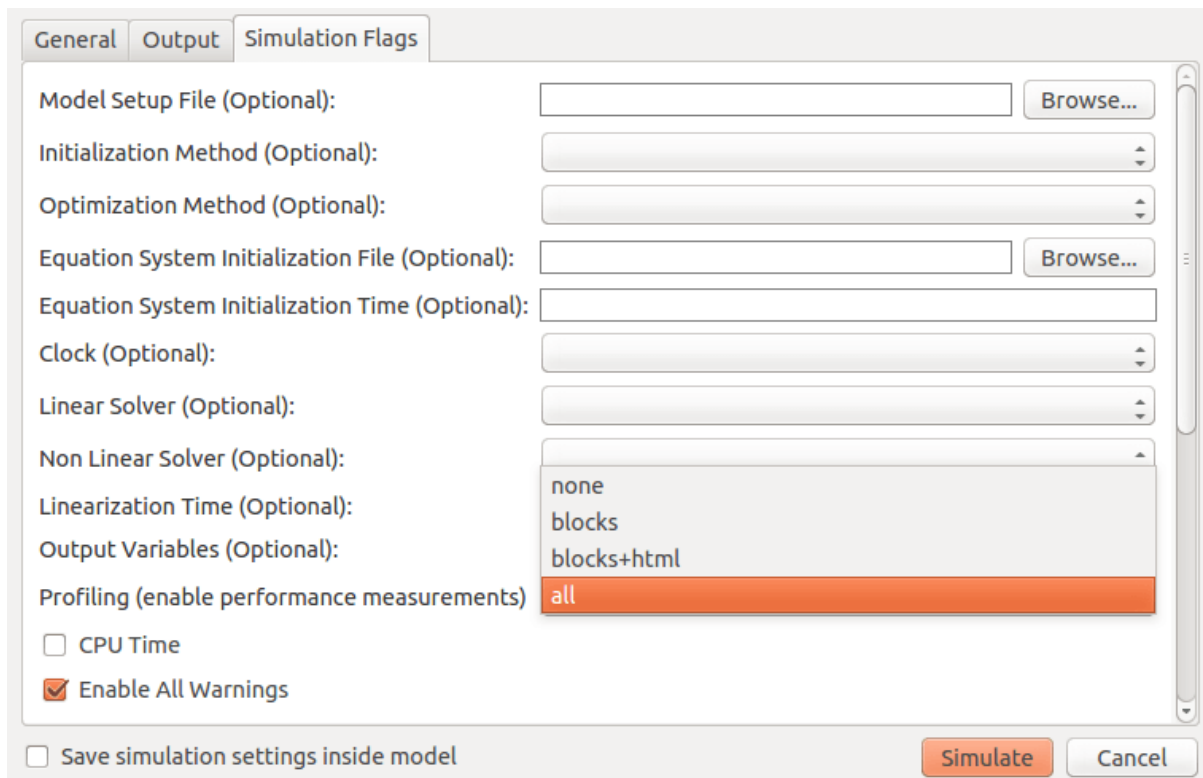 General Output Simulation Flags
Model Setup File (Optional): Browse...
Initialization Method (Optional):
Optimization Method (Optional):
Equation System Initialization File (Optional): Browse...
Equation System Initialization Time (Optional):
Clock (Optional):
Linear Solver (Optional):
Non Linear Solver (Optional):
none
Linearization Time (Optional):
blocks
Output Variables (Optional):
blocks+html
Profiling (enable performance measurements) all
CPU Time
Enable All Warnings
Save simulation settings inside model Simulate Cancel